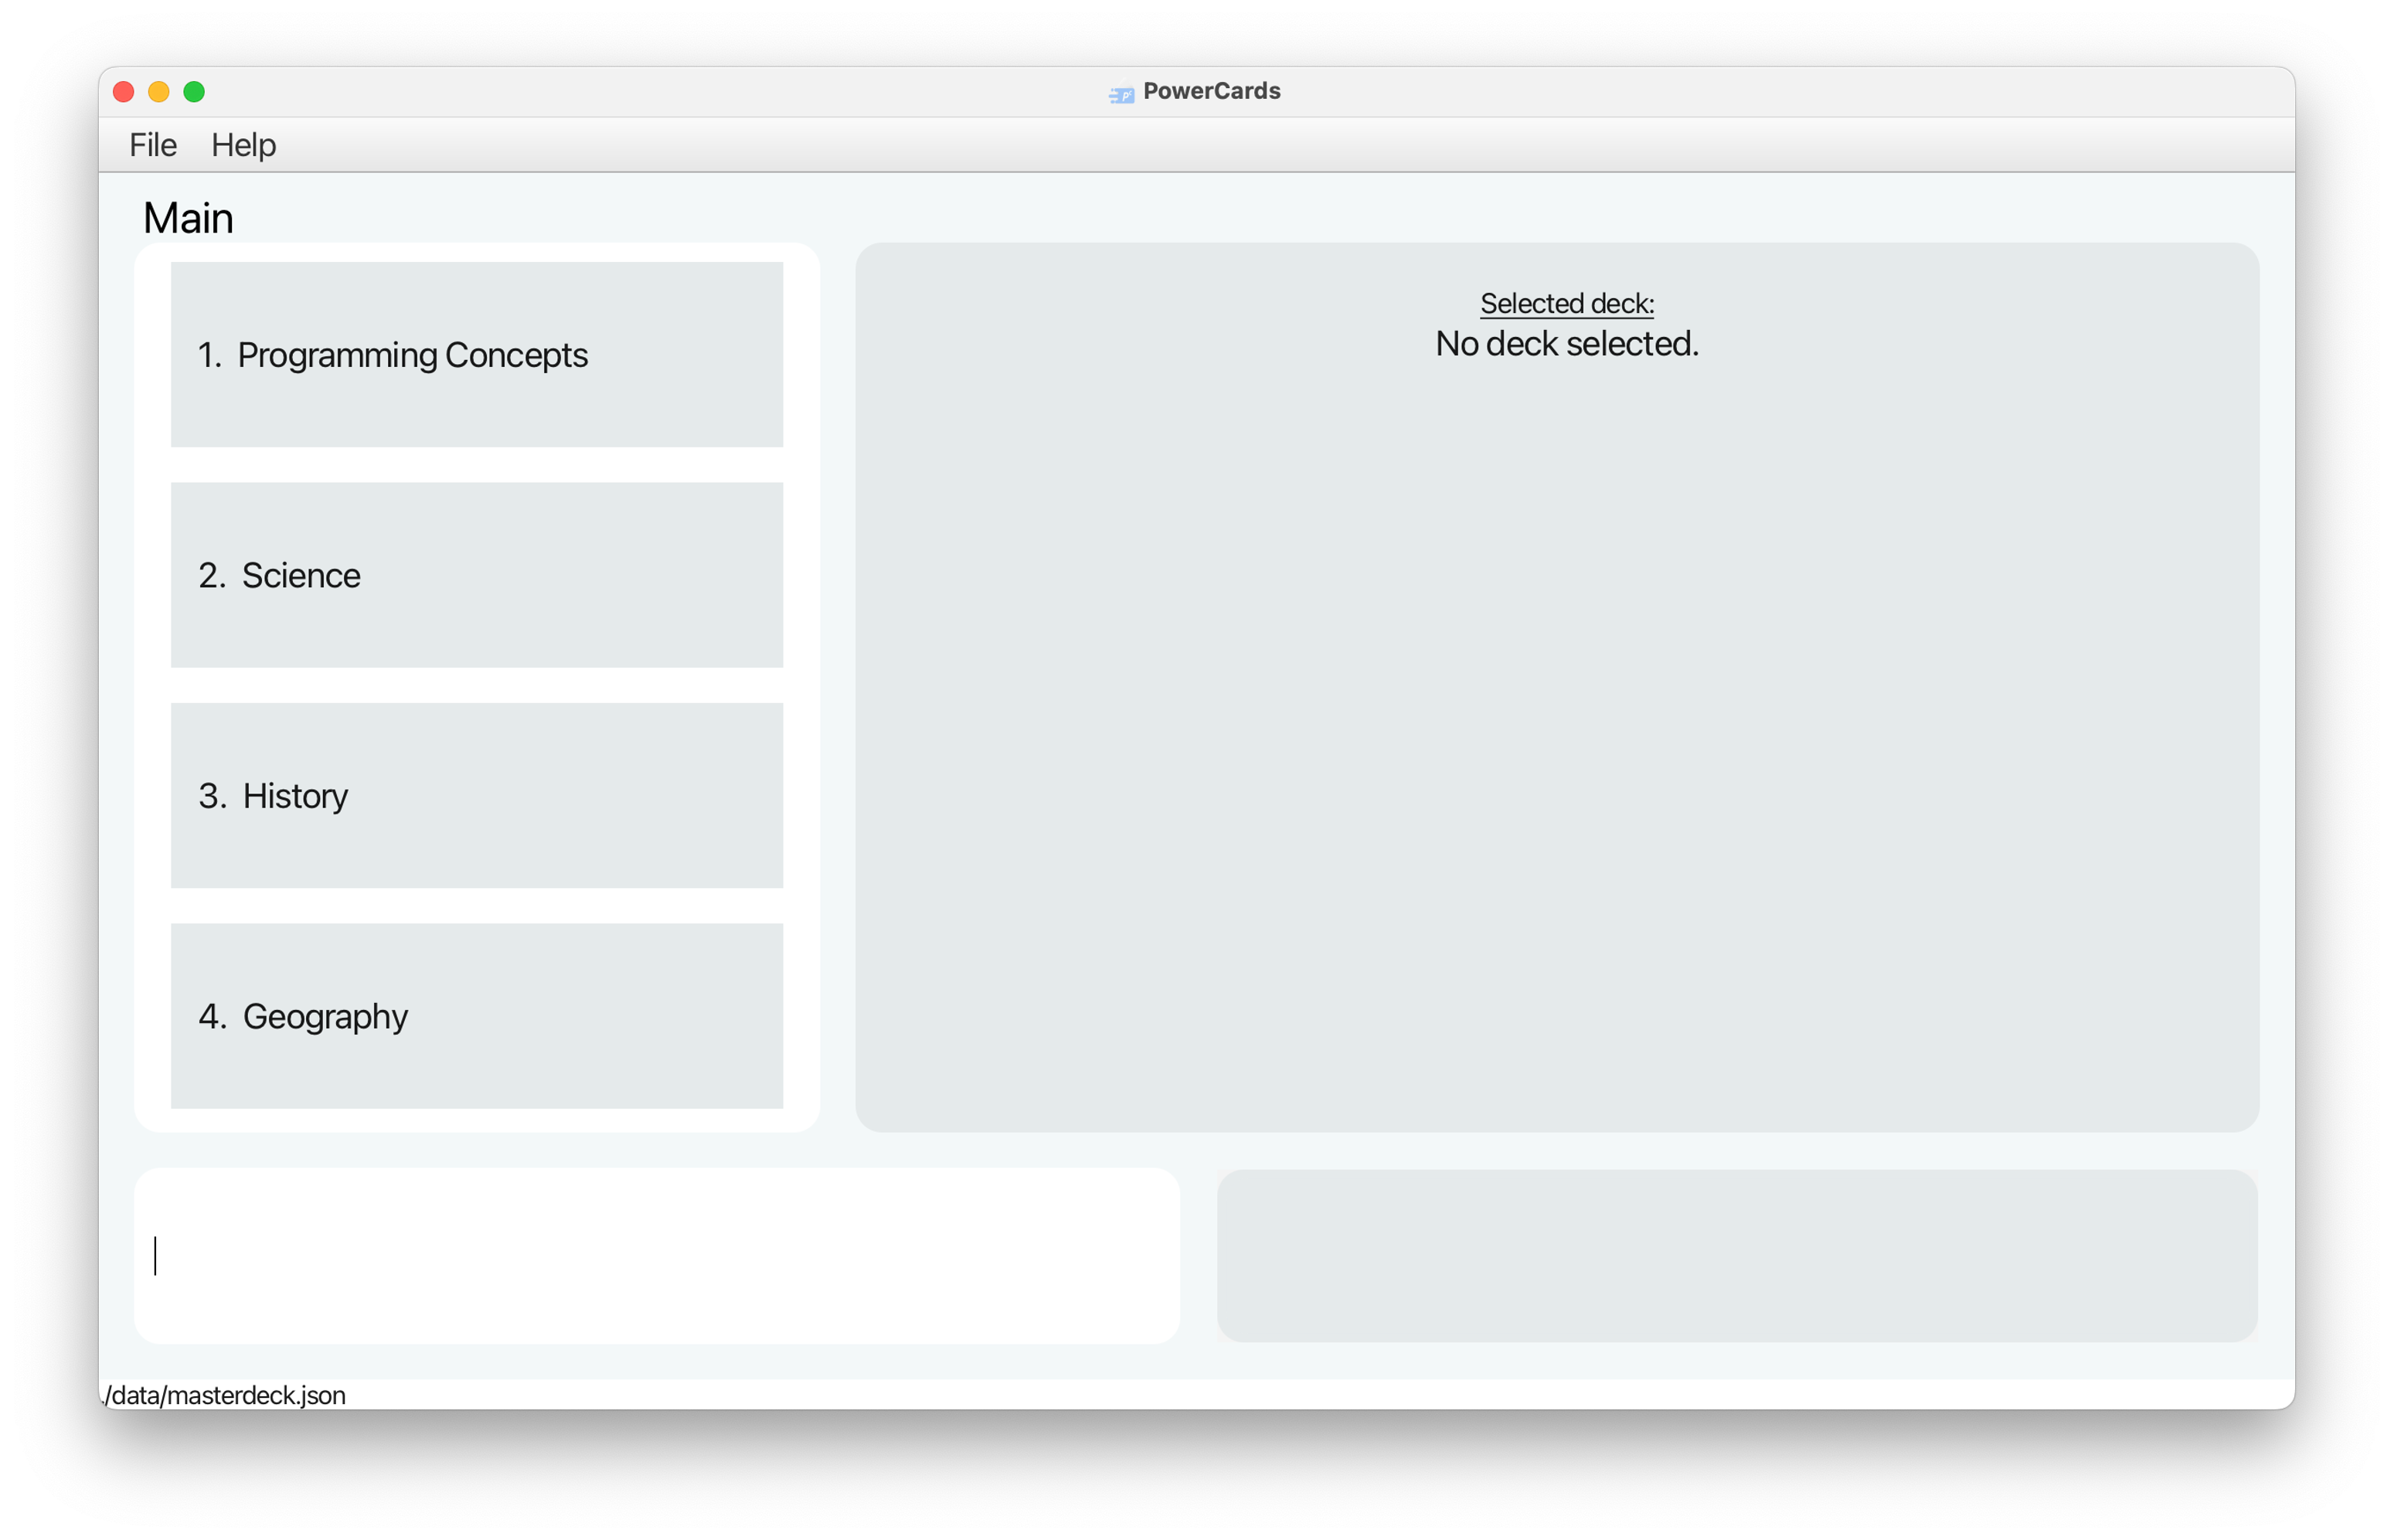 PowerCards
File Help
Main
1. Programming Concepts
2. Science
3. History
4. Geography
Selected deck:
No deck selected.
./data/masterdeck.json